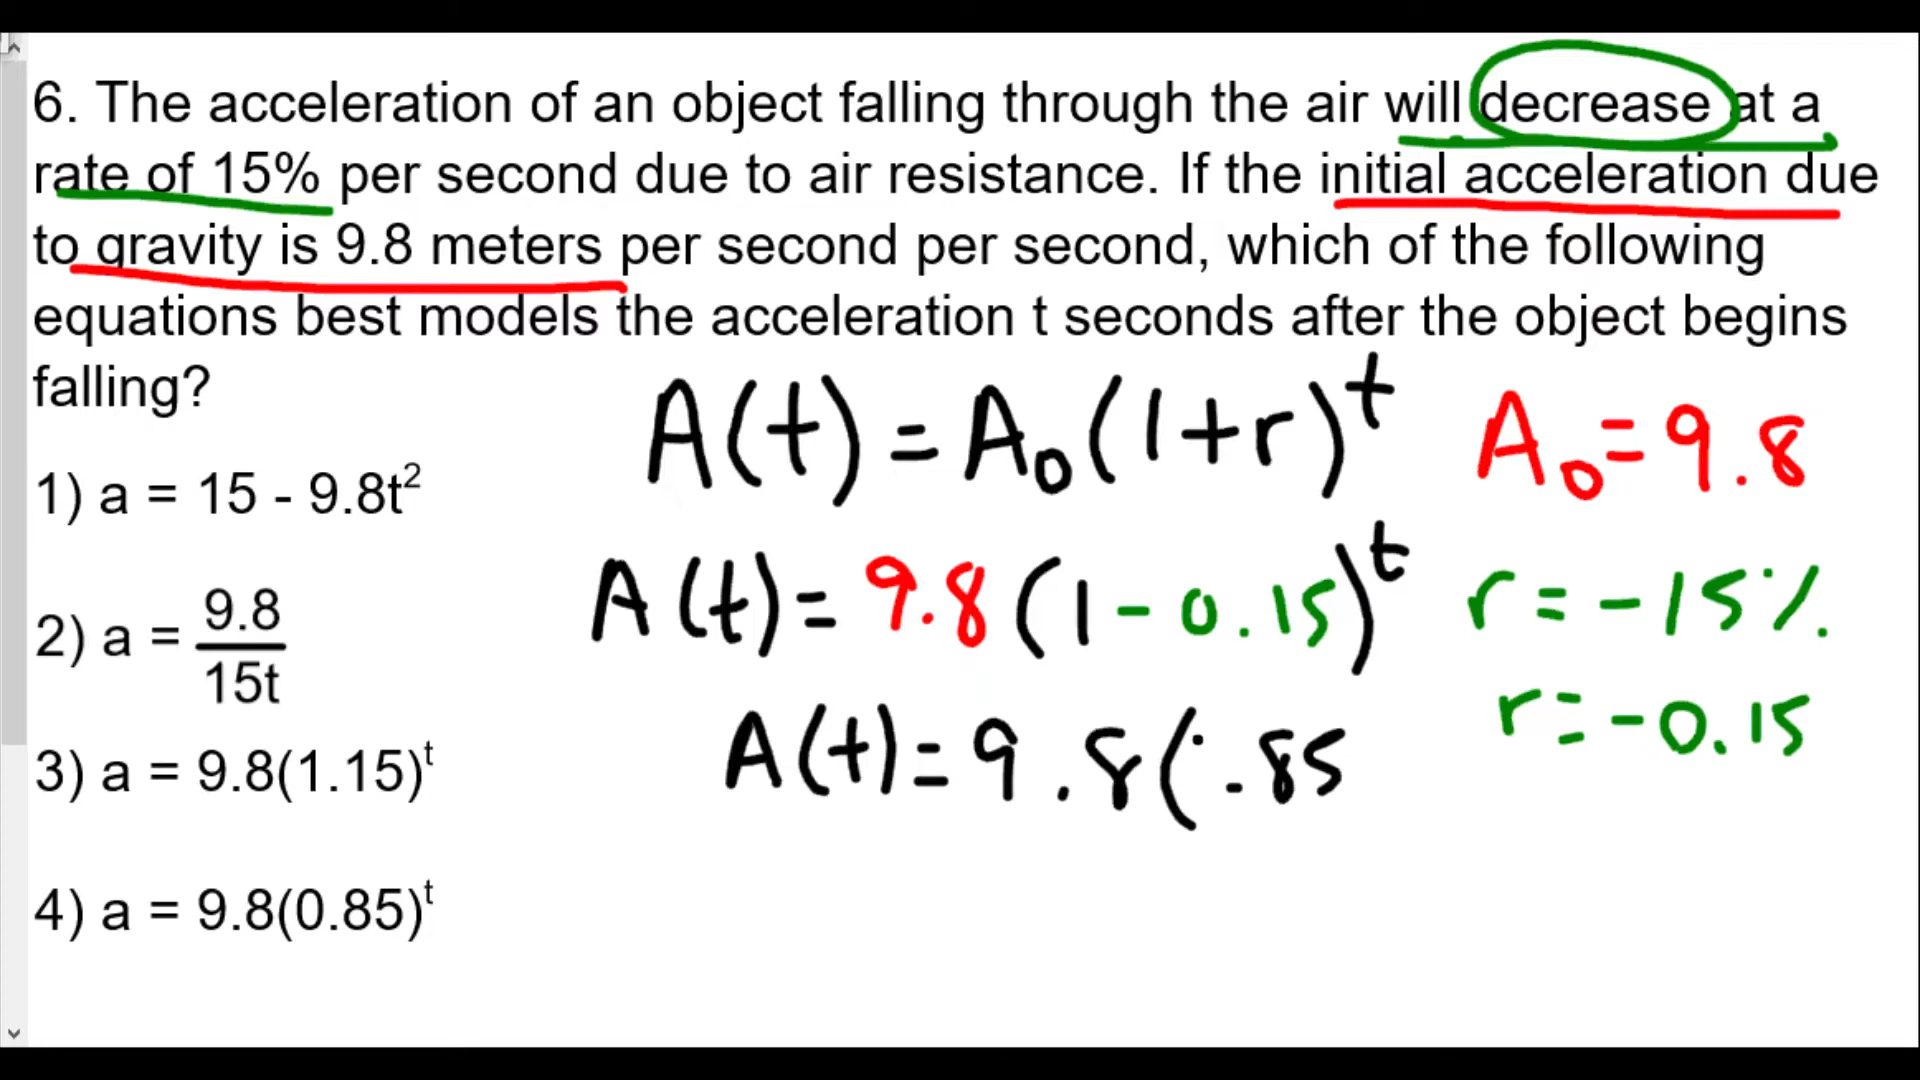 6. The acceleration of an object falling through the air will decrease at a
rate of 15% per second due to air resistance. If the initial acceleration due
to gravity is 9.8 meters per second per second, which of the following
equations best models the acceleration t seconds after the object begins
falling?
A(t) = A₀(1+r)ᵗ
A₀ = 9.8
1) a = 15 - 9.8t²
A(t) = 9.8(1 - 0.15)ᵗ
r = -15%.
2) a = 9.8/15t
r = -0.15
3) a = 9.8(1.15)ᵗ
A(t) = 9.8(.85
4) a = 9.8(0.85)ᵗ